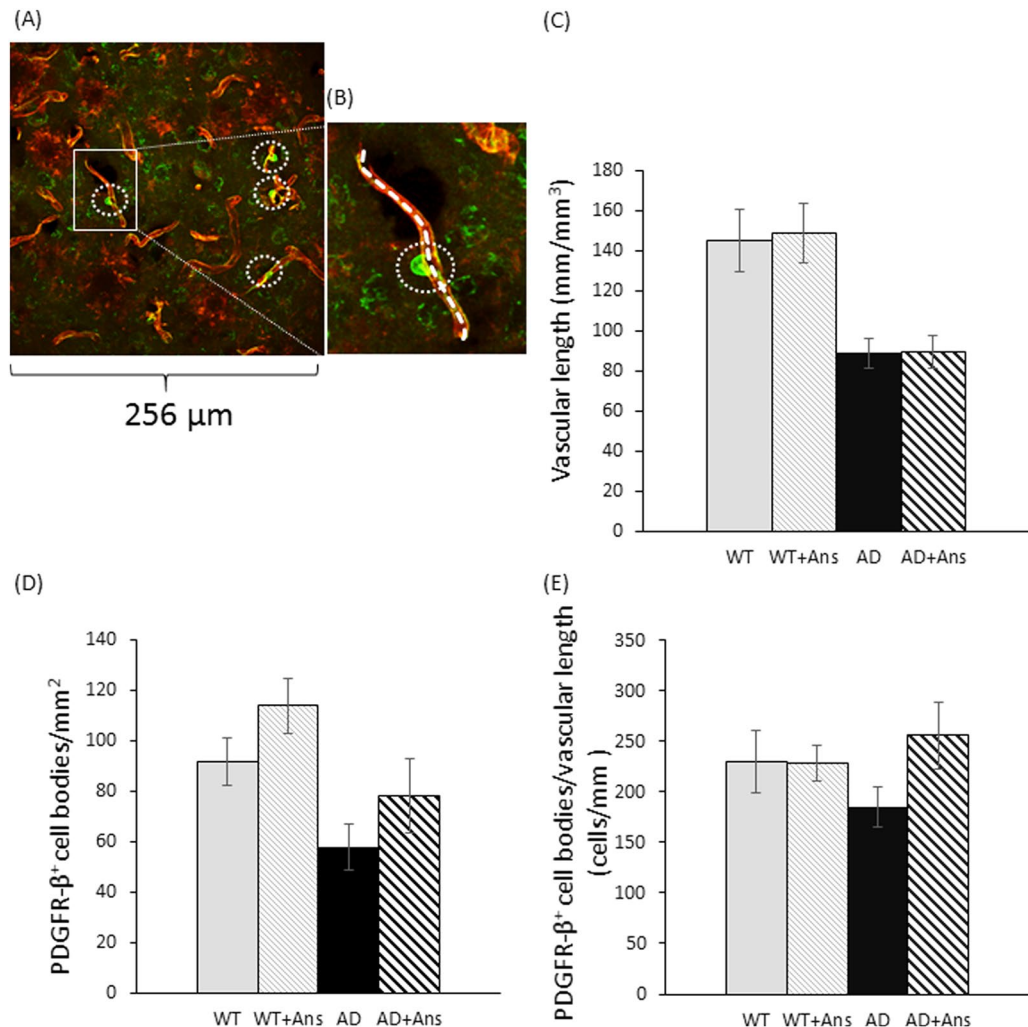 (A)
(B)
256 μm
(C)
Vascular length (mm/mm³)
180
160
140
120
100
80
60
40
20
0
WT WT+Ans AD AD+Ans
(D)
PDGFR-β⁺ cell bodies/mm²
140
120
100
80
60
40
20
0
WT WT+Ans AD AD+Ans
(E)
PDGFR-β⁺ cell bodies/vascular length
(cells/mm)
350
300
250
200
150
100
50
0
WT WT+Ans AD AD+Ans